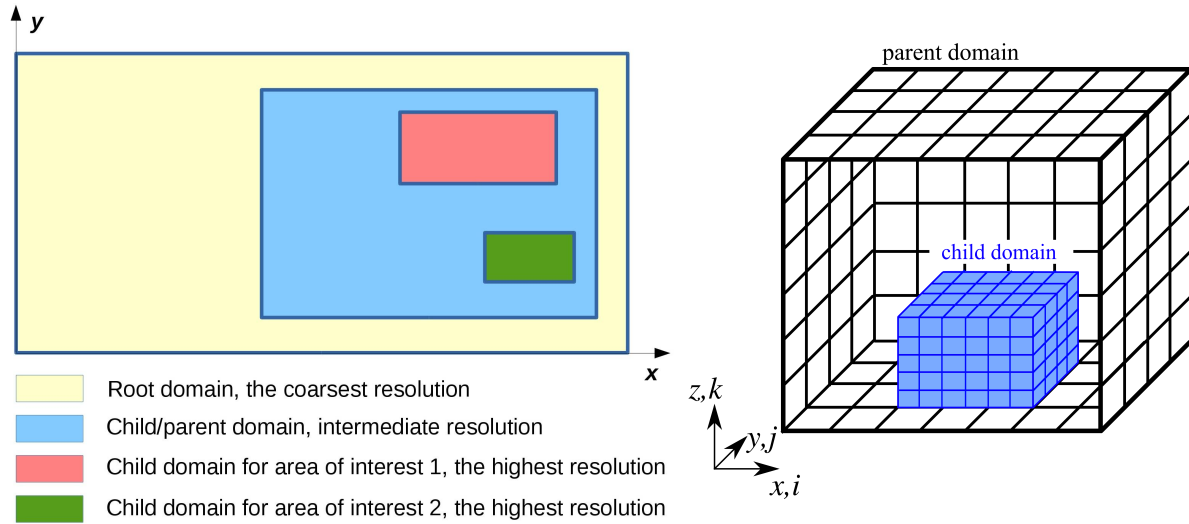 y
x
Root domain, the coarsest resolution
Child/parent domain, intermediate resolution
Child domain for area of interest 1, the highest resolution
Child domain for area of interest 2, the highest resolution
parent domain
child domain
z,k
y,j
x,i